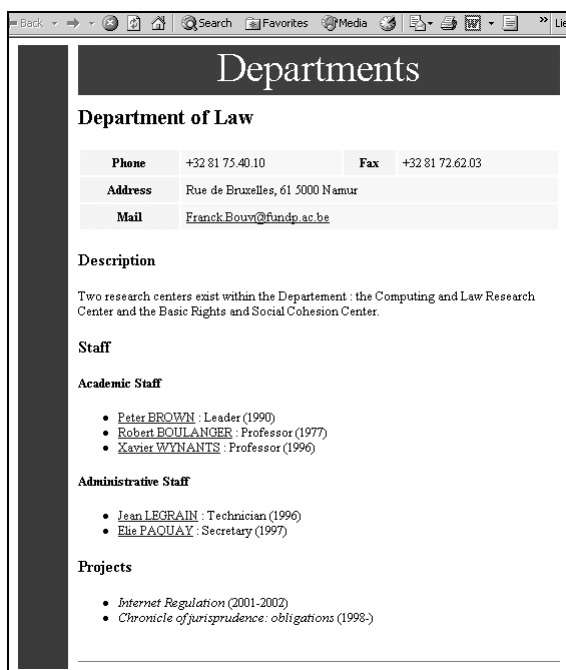 Back Search Favorites Media » Lie
Departments
Department of Law
Phone +32 81 75.40.10 Fax +32 81 72.62.03
Address Rue de Bruxelles, 61 5000 Namur
Mail Franck.Bouv@fundp.ac.be
Description
Two research centers exist within the Departement : the Computing and Law Research
Center and the Basic Rights and Social Cohesion Center.
Staff
Academic Staff
• Peter BROWN : Leader (1990)
• Robert BOULANGER : Professor (1977)
• Xavier WYNANTS : Professor (1996)
Administrative Staff
• Jean LEGRAIN : Technician (1996)
• Elie PAQUAY : Secretary (1997)
Projects
• Internet Regulation (2001-2002)
• Chronicle of jurisprudence: obligations (1998-)